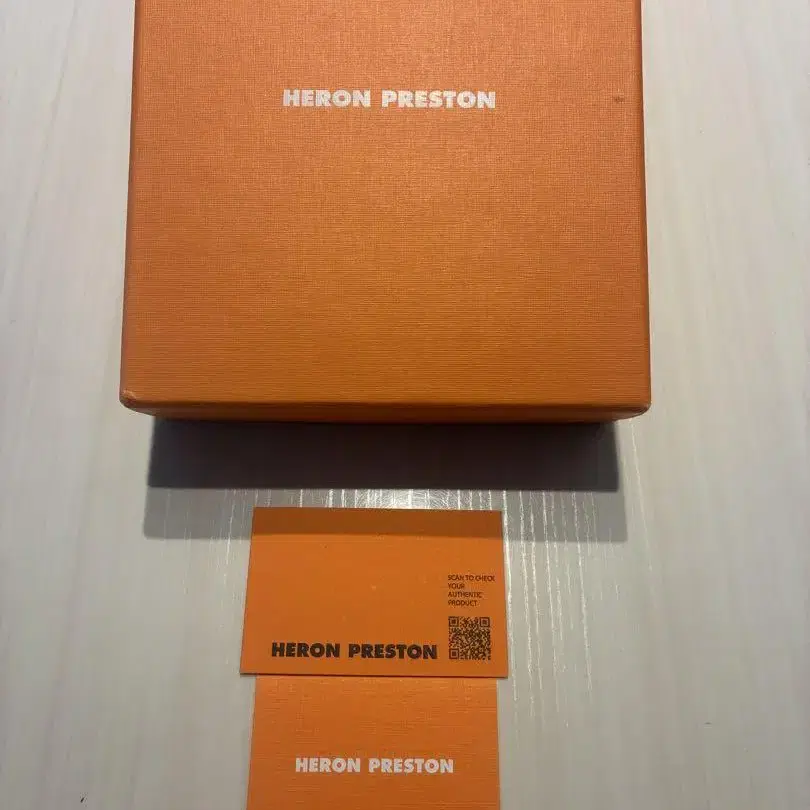 HERON PRESTON
SCAN TO CHECK
YOUR
AUTHENTIC
PRODUCT
HERON PRESTON
HERON PRESTON